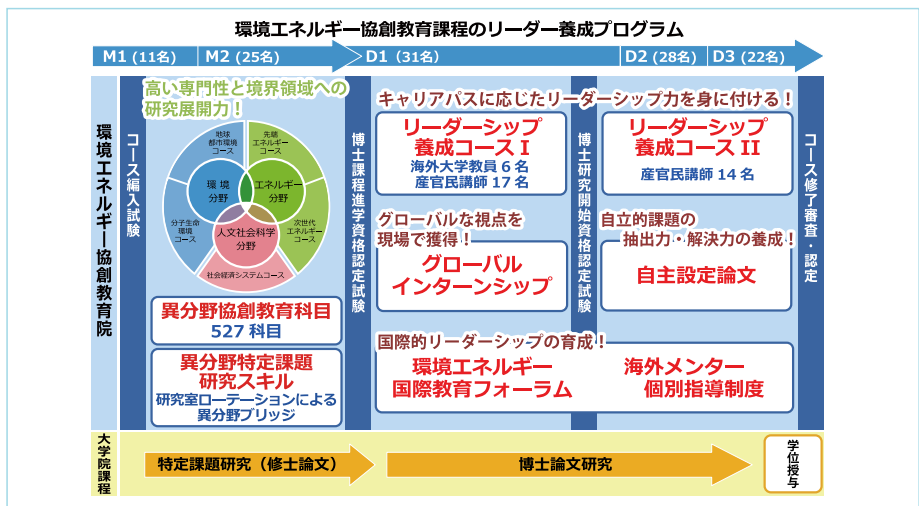 環境エネルギー協創教育課程のリーダー養成プログラム
M1 (11名)
M2 (25名)
D1 (31名)
D2 (28名)
D3 (22名)
環境エネルギー協創教育院
コース編入試験
高い専門性と境界領域への
研究展開力！
地球
都市環境
コース
先端
エネルギー
コース
環 境
分野
エネルギー
分野
分子生命
環境
コース
人文社会科学
分野
次世代
エネルギー
コース
社会経済システムコース
異分野協創教育科目
527 科目
異分野特定課題
研究スキル
研究室ローテーションによる
異分野ブリッジ
博士課程進学資格認定試験
キャリアパスに応じたリーダーシップ力を身に付ける！
リーダーシップ
養成コース I
海外大学教員 6 名
産官民講師 17 名
グローバルな視点を
現場で獲得！
グローバル
インターンシップ
博士研究開始資格認定試験
リーダーシップ
養成コース II
産官民講師 14 名
自立的課題の
抽出力・解決力の養成！
自主設定論文
国際的リーダーシップの育成！
環境エネルギー
国際教育フォーラム
海外メンター
個別指導制度
コース修了審査・認定
大学院課程
特定課題研究（修士論文）
博士論文研究
学位授与